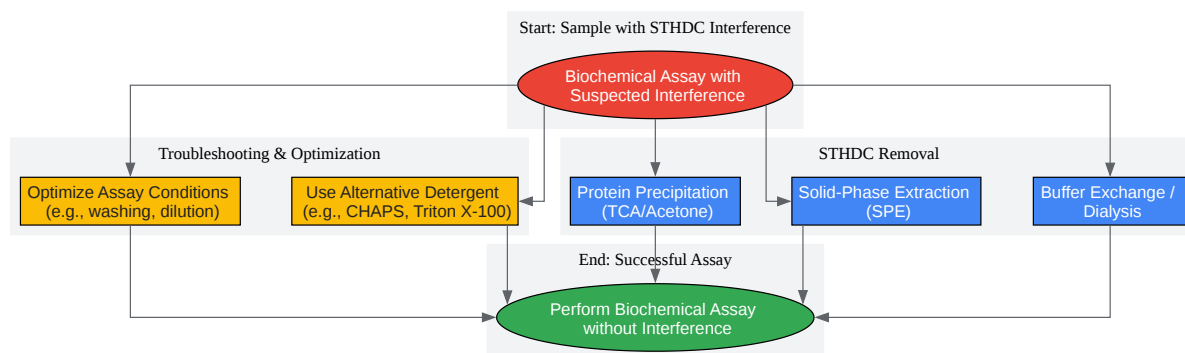 Start: Sample with STHDC Interference
Biochemical Assay with
Suspected Interference
Troubleshooting & Optimization
STHDC Removal
Optimize Assay Conditions
(e.g., washing, dilution)
Use Alternative Detergent
(e.g., CHAPS, Triton X-100)
Protein Precipitation
(TCA/Acetone)
Solid-Phase Extraction
(SPE)
Buffer Exchange /
Dialysis
End: Successful Assay
Perform Biochemical Assay
without Interference